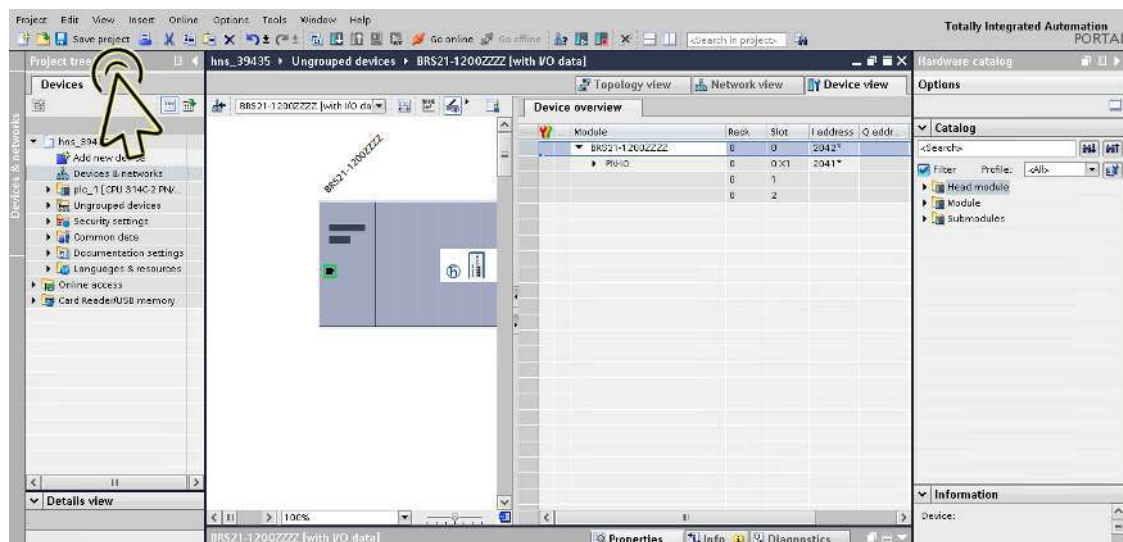 Project Edit View Insert Online Options Tools Window Help
Totally Integrated Automation
PORTAL
Save project
Go online
Go offline
<Search in project>
Project tree
hns_39435 ▸ Ungrouped devices ▸ BRS21-1200ZZZZ [with I/O data]
Hardware catalog
Devices
Topology view
Network view
Device view
Options
BRS21-1200ZZZZ [with I/O da
Device overview
Module Rack Slot I address Q addr.
BRS21-1200ZZZZ 0 0 2042*
PN-IO 0 0 X1 2041*
0 1
0 2
Devices & networks
Add new device
Devices & networks
plc_1 [CPU 314C-2 PN/...
Ungrouped devices
Security settings
Common data
Documentation settings
Languages & resources
Online access
Card Reader/USB memory
BRS21-1200ZZZZ
Catalog
<Search>
Filter Profile: <All>
Head module
Module
Submodules
Details view
100%
Information
Device:
BRS21-1200ZZZZ [with I/O data]
Properties
Info
Diagnostics